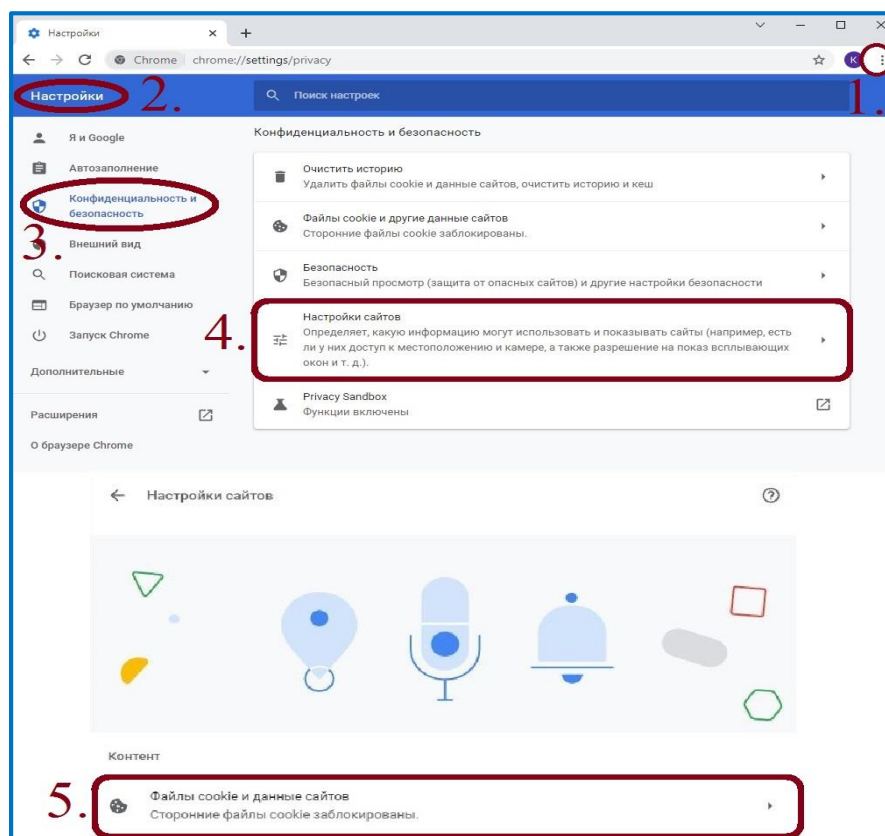 Настройки
Chrome
chrome://settings/privacy
K
1.
Настройки
2.
Поиск настроек
Я и Google
Автозаполнение
Конфиденциальность и
безопасность
3.
Внешний вид
Поисковая система
Браузер по умолчанию
Запуск Chrome
Дополнительные
Расширения
О браузере Chrome
Конфиденциальность и безопасность
Очистить историю
Удалить файлы cookie и данные сайтов, очистить историю и кеш
Файлы cookie и другие данные сайтов
Сторонние файлы cookie заблокированы.
Безопасность
Безопасный просмотр (защита от опасных сайтов) и другие настройки безопасности
4.
Настройки сайтов
Определяет, какую информацию могут использовать и показывать сайты (например, есть
ли у них доступ к местоположению и камере, а также разрешение на показ всплывающих
окон и т. д.).
Privacy Sandbox
Функции включены
Настройки сайтов
Контент
5.
Файлы cookie и данные сайтов
Сторонние файлы cookie заблокированы.